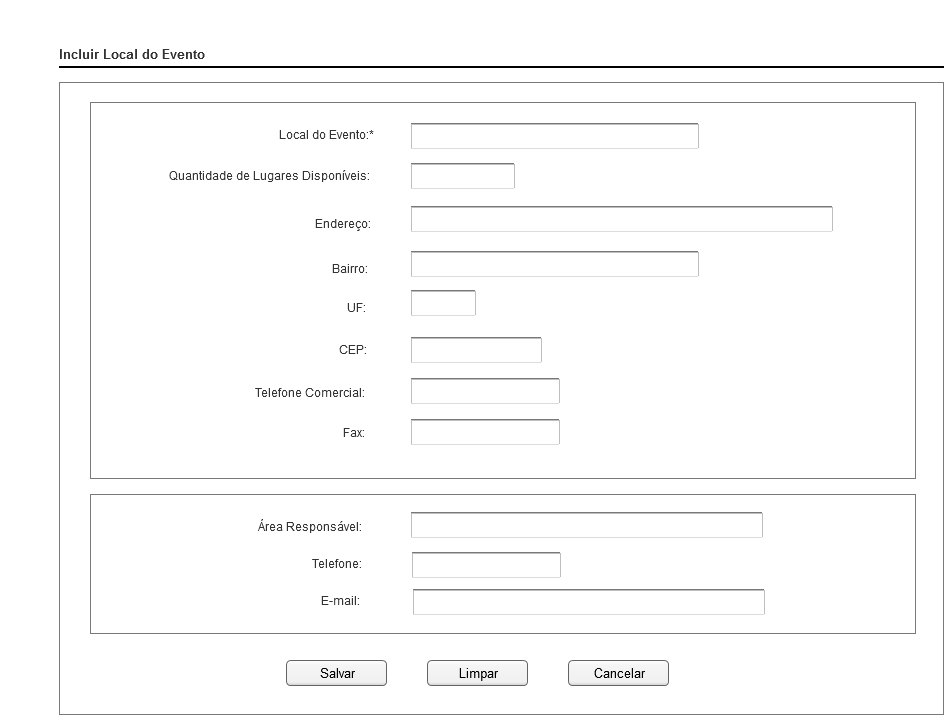 Incluir Local do Evento
Local do Evento:*
Quantidade de Lugares Disponíveis:
Endereço:
Bairro:
UF:
CEP:
Telefone Comercial:
Fax:
Área Responsável:
Telefone:
E-mail:
Salvar Limpar Cancelar